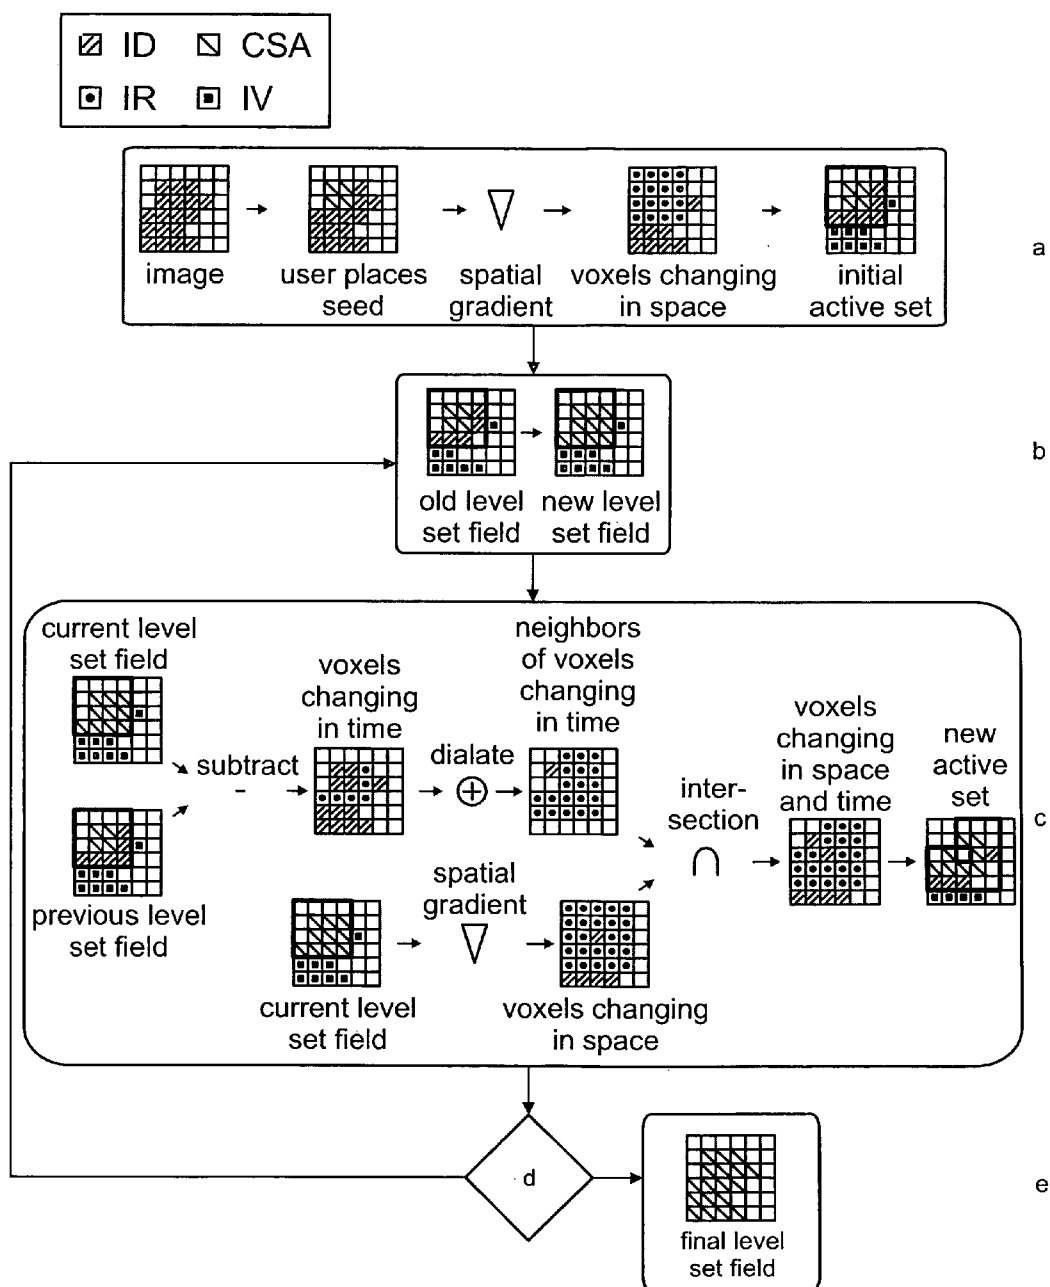 ID CSA
IR IV
image
user places
seed
spatial
gradient
voxels changing
in space
initial
active set
a
old level
set field
new level
set field
b
current level
set field
voxels
changing
in time
neighbors
of voxels
changing
in time
subtract
-
dialate
previous level
set field
spatial
gradient
current level
set field
voxels changing
in space
inter-
section
∩
voxels
changing
in space
and time
new
active
set
c
d
final level
set field
e